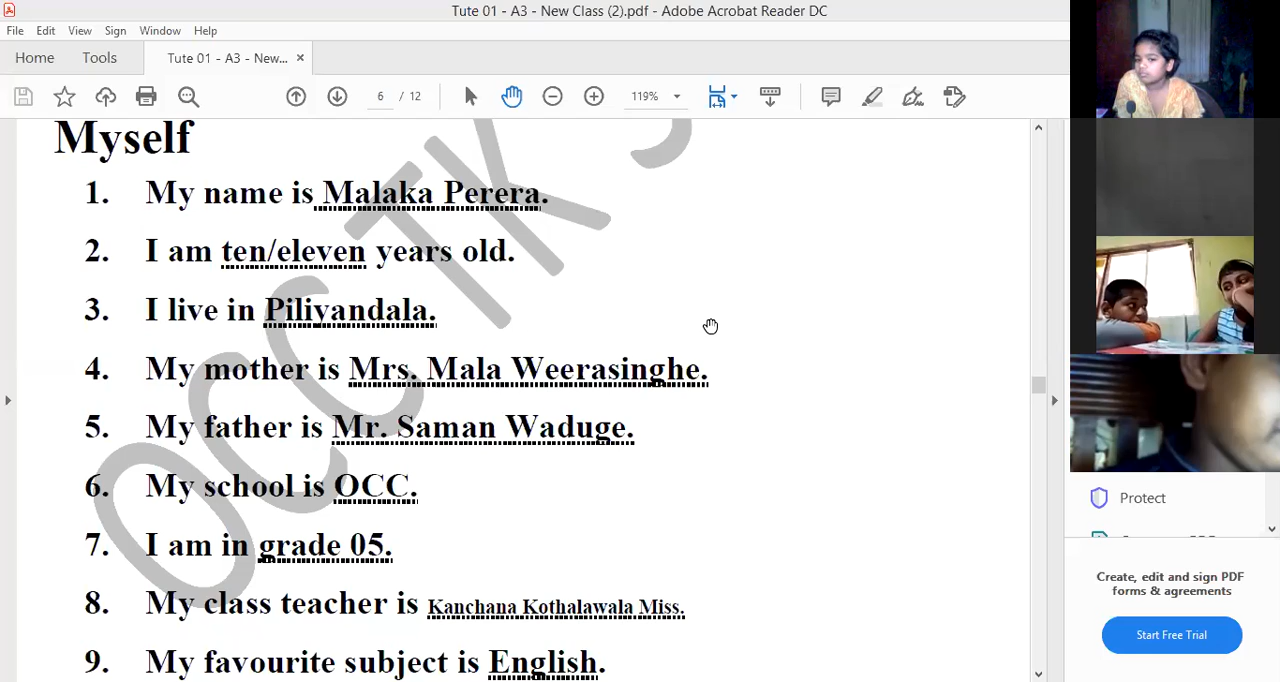 Tute 01 - A3 - New Class (2).pdf - Adobe Acrobat Reader DC
File Edit View Sign Window Help
Home Tools Tute 01 - A3 - New... ×
6 / 12 119%
Myself
1. My name is Malaka Perera.
2. I am ten/eleven years old.
3. I live in Piliyandala.
4. My mother is Mrs. Mala Weerasinghe.
5. My father is Mr. Saman Waduge.
6. My school is OCC.
7. I am in grade 05.
8. My class teacher is Kanchana Kothalawala Miss.
9. My favourite subject is English.
OCC TK
Protect
Create, edit and sign PDF
forms & agreements
Start Free Trial